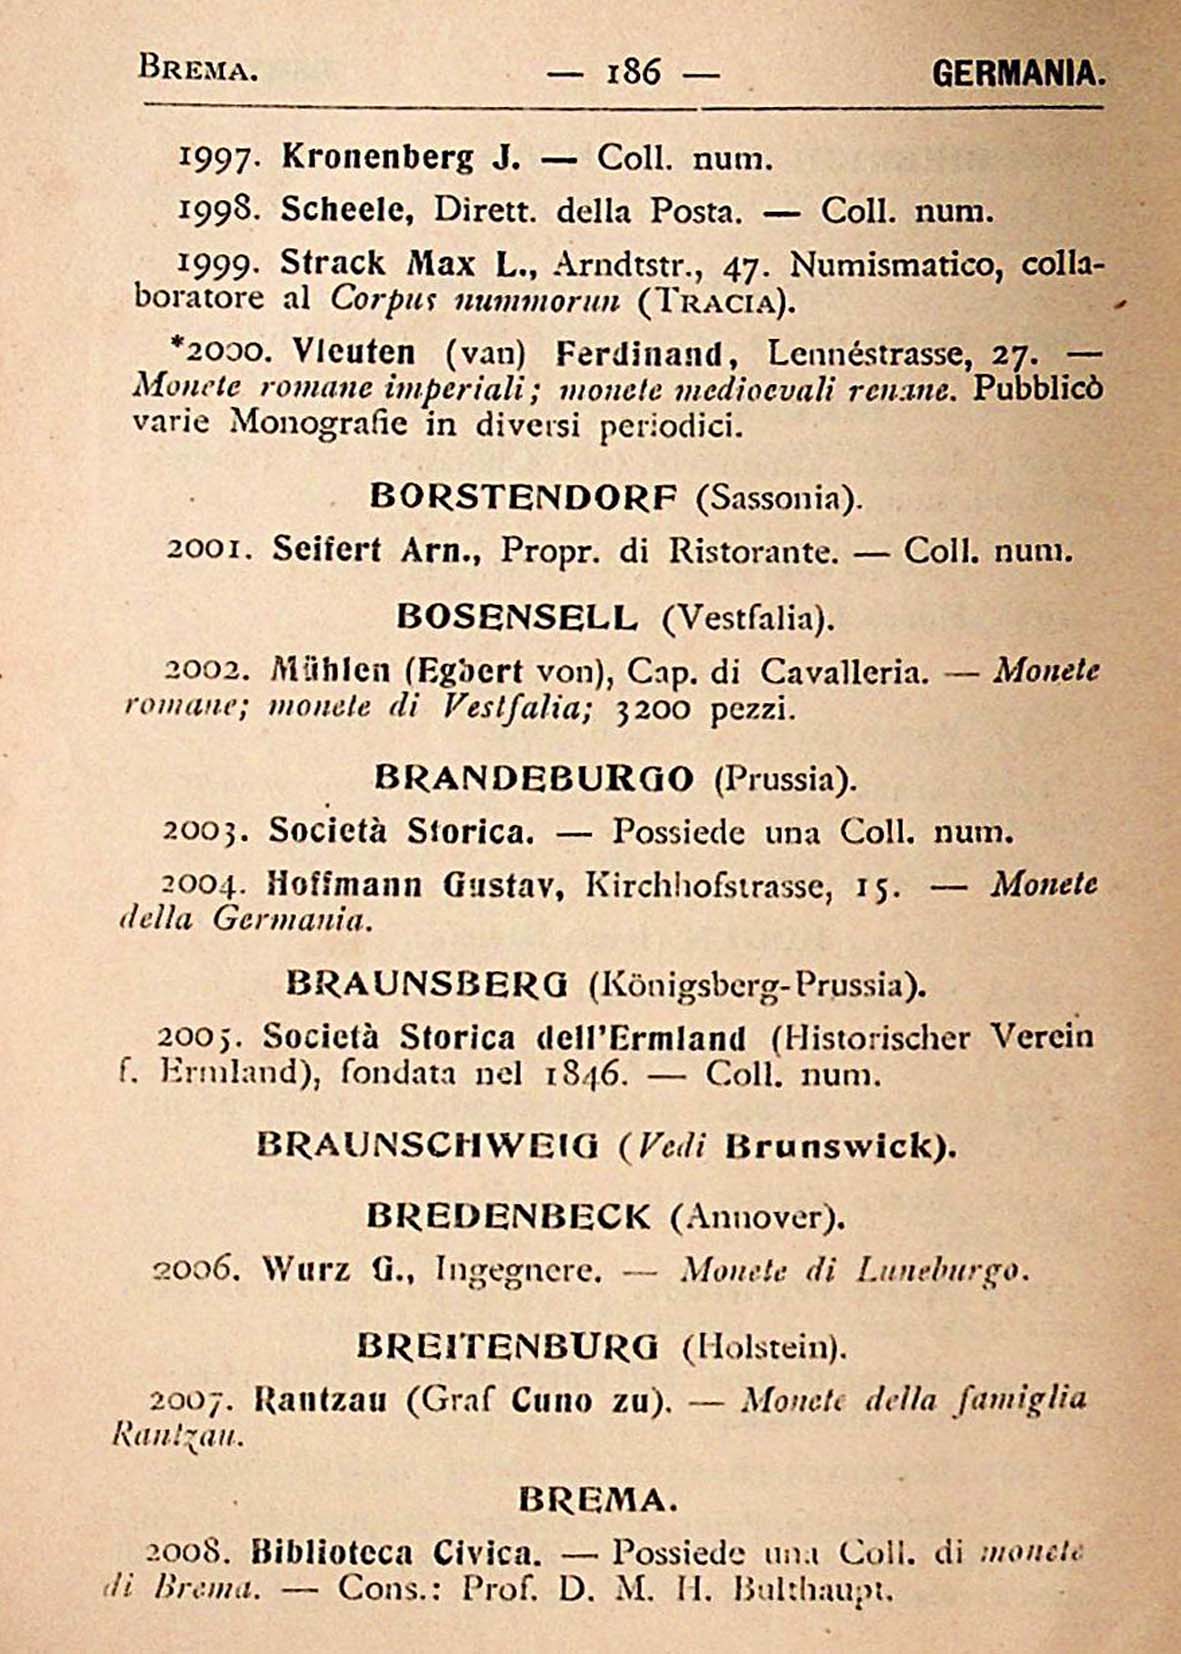 BREMA. — 186 — GERMANIA.
1997. Kronenberg J. — Coll. num.
1998. Scheele, Dirett. della Posta. — Coll. num.
1999. Strack Max L., Arndtstr., 47. Numismatico, colla-
boratore al Corpus nummorun (TRACIA).
*2000. Vleuten (van) Ferdinand, Lennéstrasse, 27. —
Monete romane imperiali; monete medioevali renane. Pubblicò
varie Monografie in diversi periodici.
BORSTENDORF (Sassonia).
2001. Seifert Arn., Propr. di Ristorante. — Coll. num.
BOSENSELL (Vestfalia).
2002. Mühlen (Egbert von), Cap. di Cavalleria. — Monete
romane; monete di Vestfalia; 3200 pezzi.
BRANDEBURGO (Prussia).
2003. Società Storica. — Possiede una Coll. num.
2004. Hoffmann Gustav, Kirchhofstrasse, 15. — Monete
della Germania.
BRAUNSBERG (Königsberg-Prussia).
2005. Società Storica dell'Ermland (Historischer Verein
f. Ermland), fondata nel 1846. — Coll. num.
BRAUNSCHWEIG (Vedi Brunswick).
BREDENBECK (Annover).
2006. Wurz G., Ingegnere. — Monete di Luneburgo.
BREITENBURG (Holstein).
2007. Rantzau (Graf Cuno zu). — Monete della famiglia
Rantzau.
BREMA.
2008. Biblioteca Civica. — Possiede una Coll. di monete
di Brema. — Cons.: Prof. D. M. H. Bulthaupt.